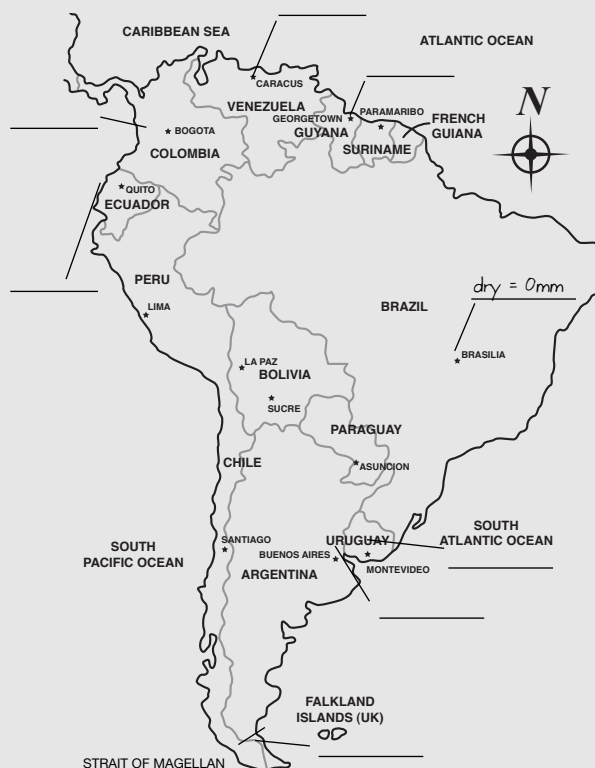 CARIBBEAN SEA
ATLANTIC OCEAN
CARACUS
VENEZUELA
N
GEORGETOWN
PARAMARIBO
GUYANA
FRENCH
GUIANA
SURINAME
BOGOTA
COLOMBIA
QUITO
ECUADOR
PERU
LIMA
BRAZIL
dry = 0mm
BRASILIA
LA PAZ
BOLIVIA
SUCRE
PARAGUAY
ASUNCION
CHILE
SANTIAGO
SOUTH
PACIFIC OCEAN
URUGUAY
SOUTH
ATLANTIC OCEAN
BUENOS AIRES
MONTEVIDEO
ARGENTINA
FALKLAND
ISLANDS (UK)
STRAIT OF MAGELLAN